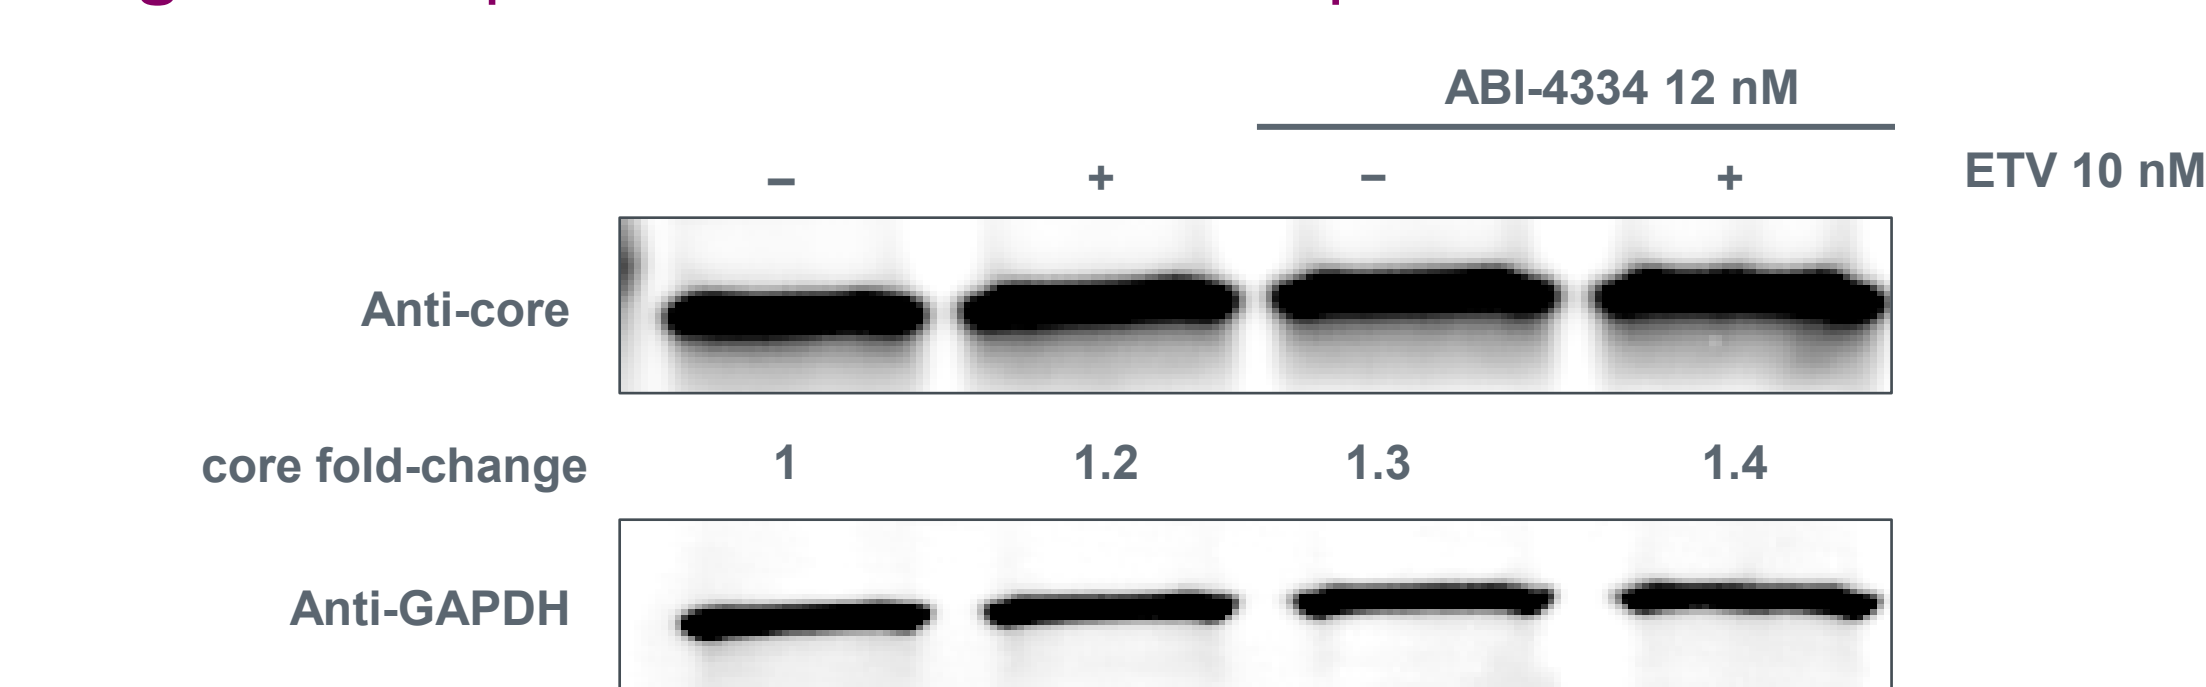 ABI-4334 12 nM
– + – + ETV 10 nM
Anti-core
core fold-change 1 1.2 1.3 1.4
Anti-GAPDH